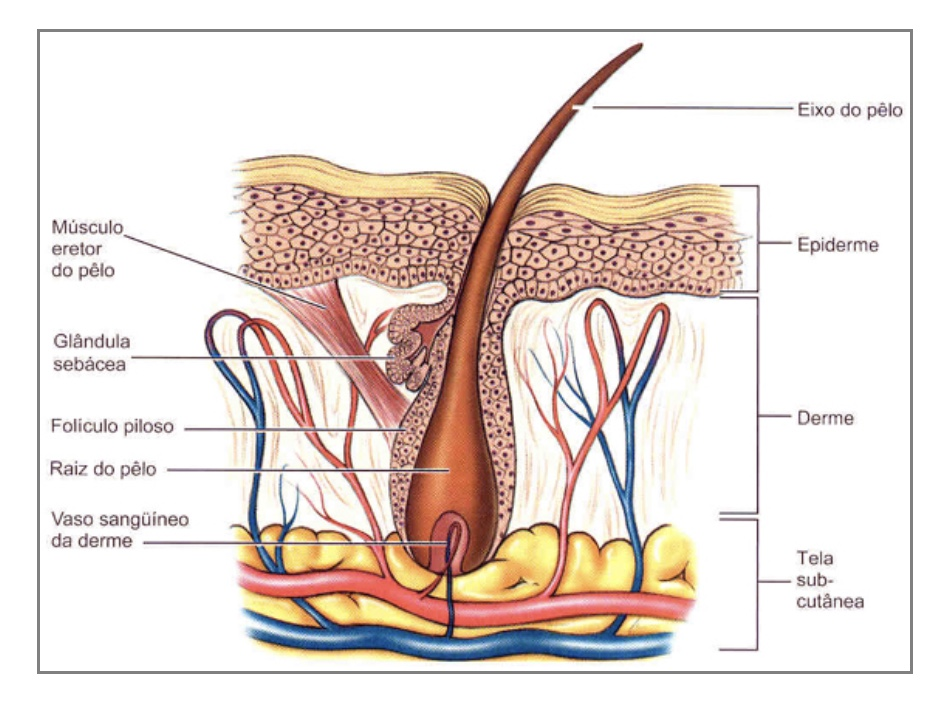 Músculo
eretor
do pêlo
Glândula
sebácea
Folículo piloso
Raiz do pêlo
Vaso sangüíneo
da derme
Eixo do pêlo
Epiderme
Derme
Tela
sub-
cutânea